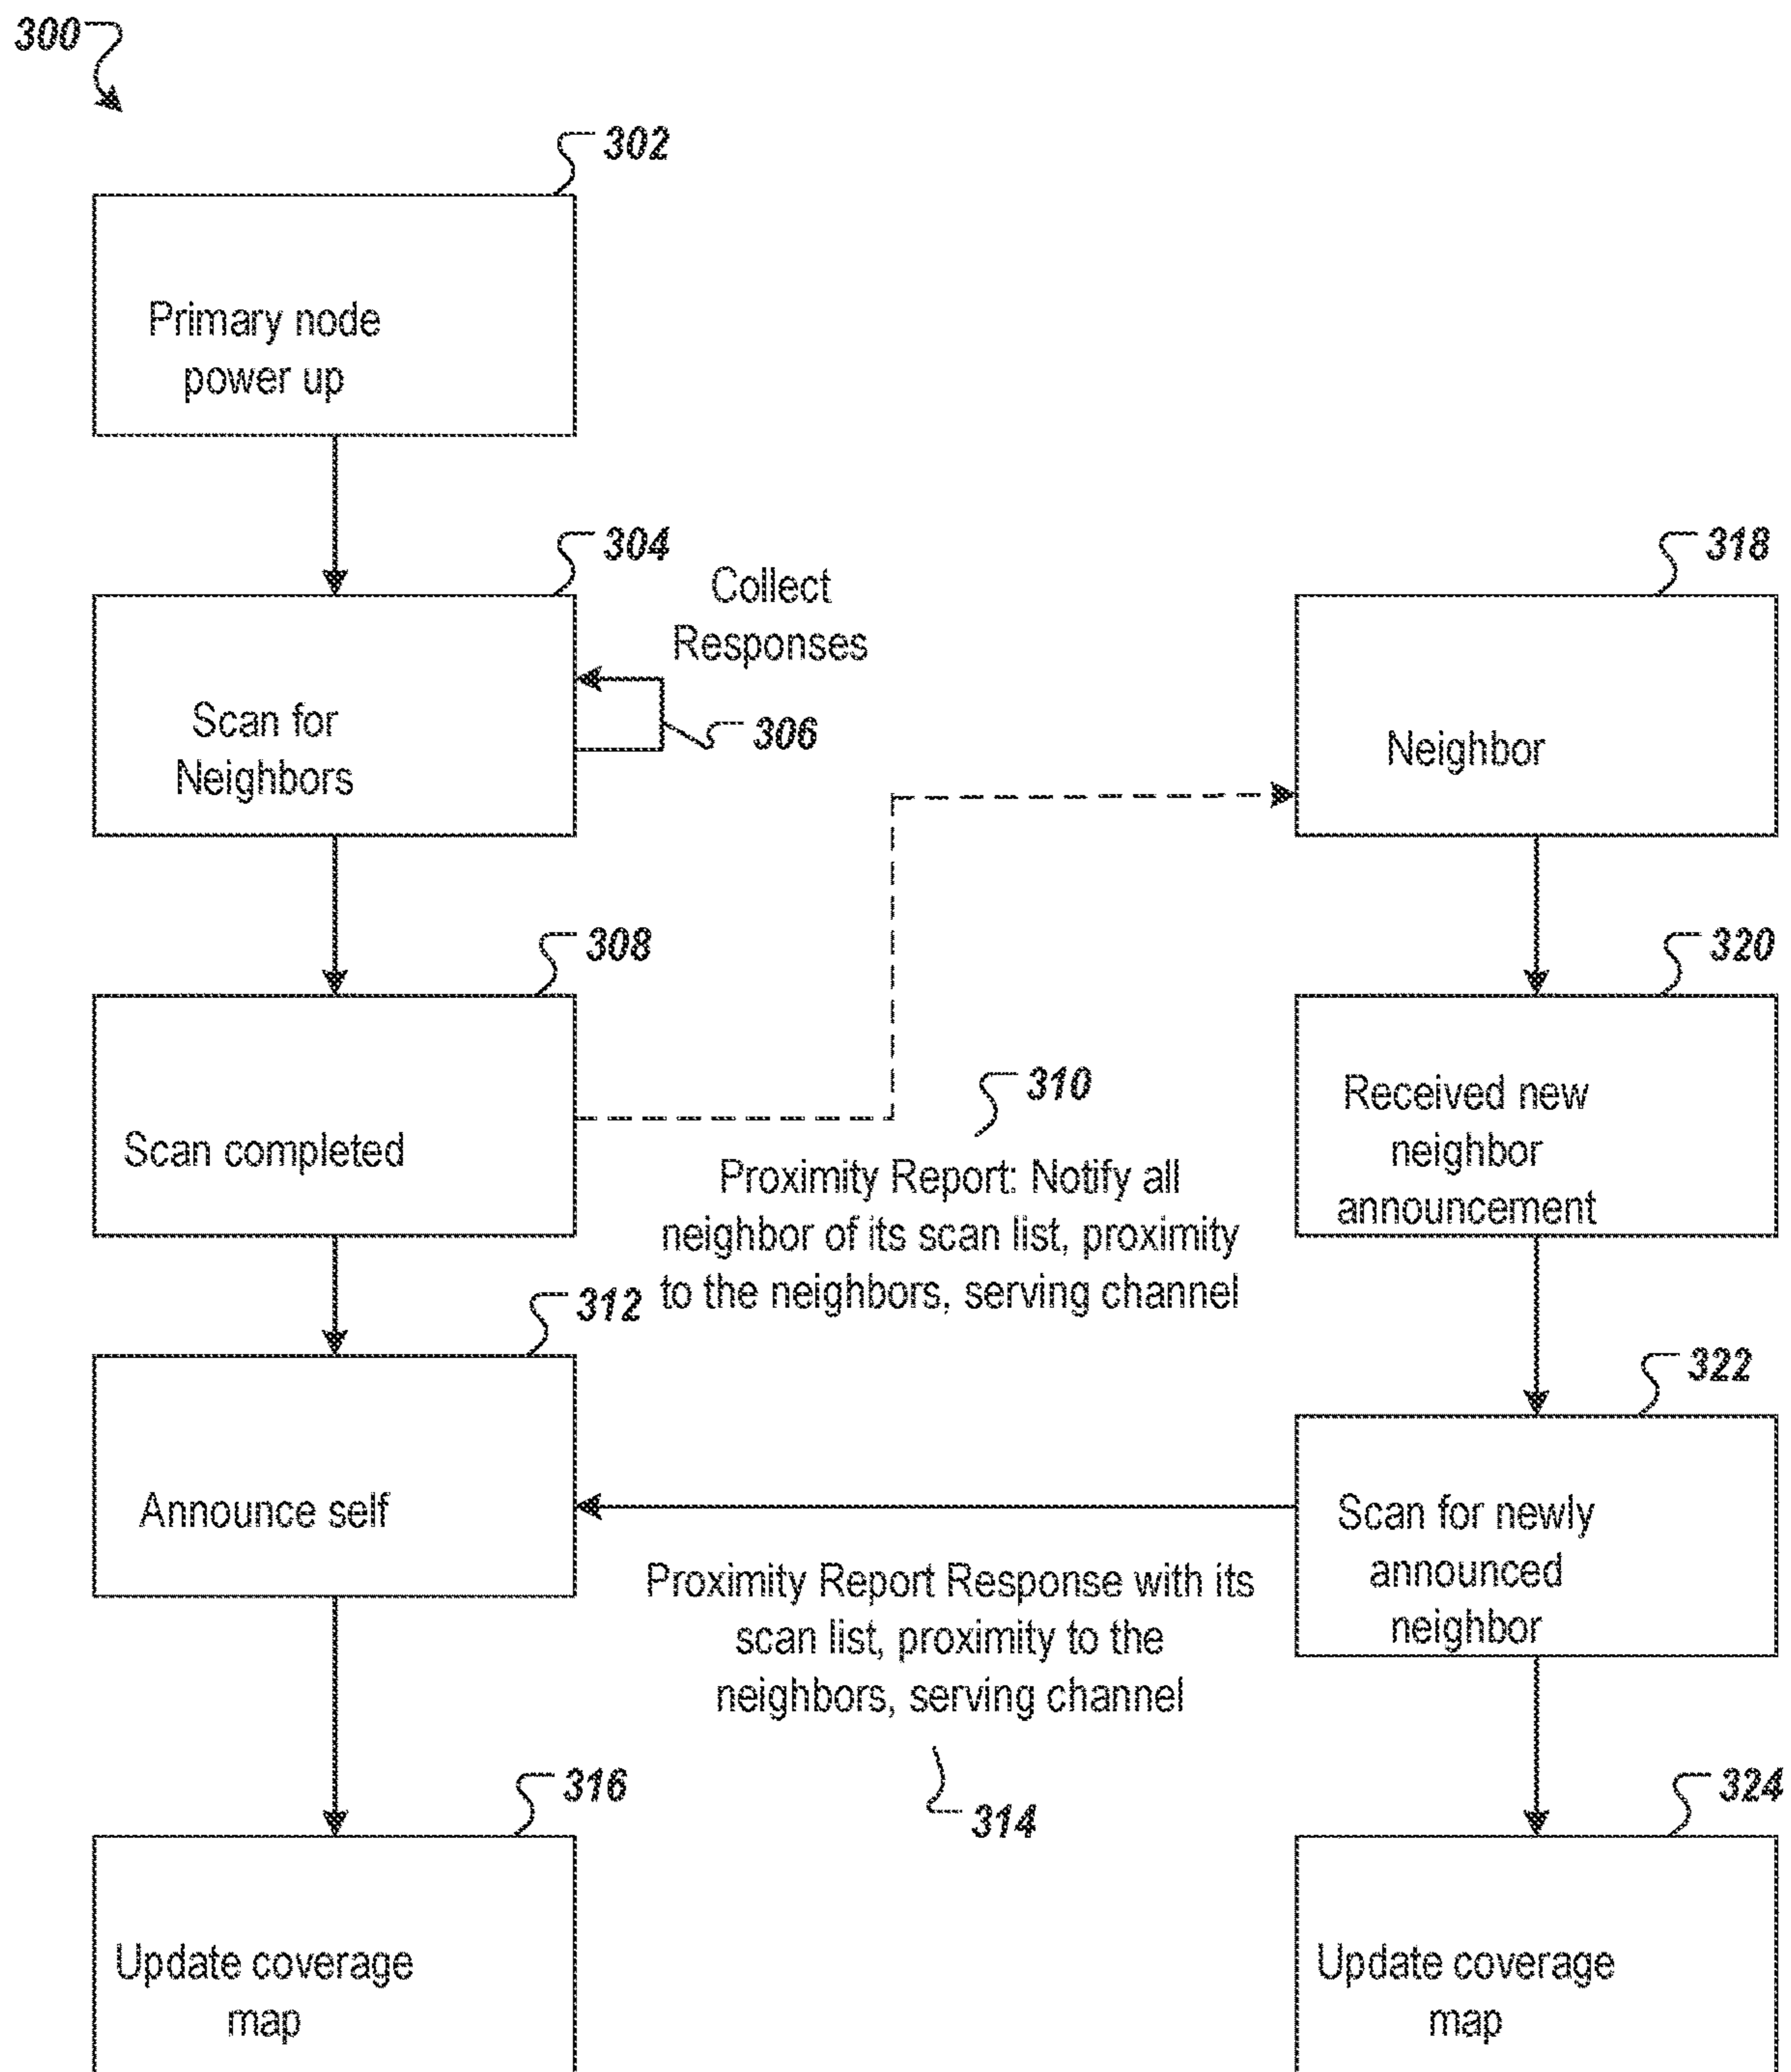 300
302
Primary node
power up
304
Collect
Responses
Scan for
Neighbors
306
318
Neighbor
308
Scan completed
310
Proximity Report: Notify all
neighbor of its scan list, proximity
to the neighbors, serving channel
320
Received new
neighbor
announcement
312
Announce self
322
Scan for newly
announced
neighbor
Proximity Report Response with its
scan list, proximity to the
neighbors, serving channel
314
316
Update coverage
map
324
Update coverage
map